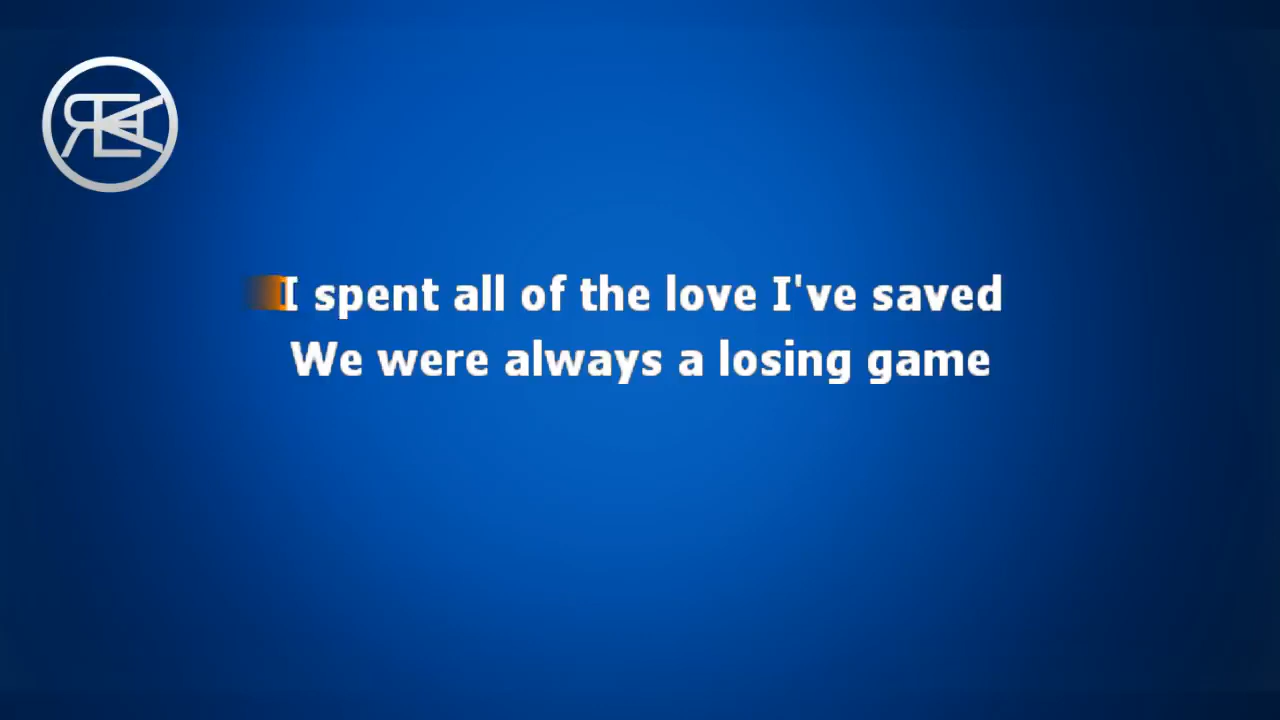 I spent all of the love I've saved
We were always a losing game